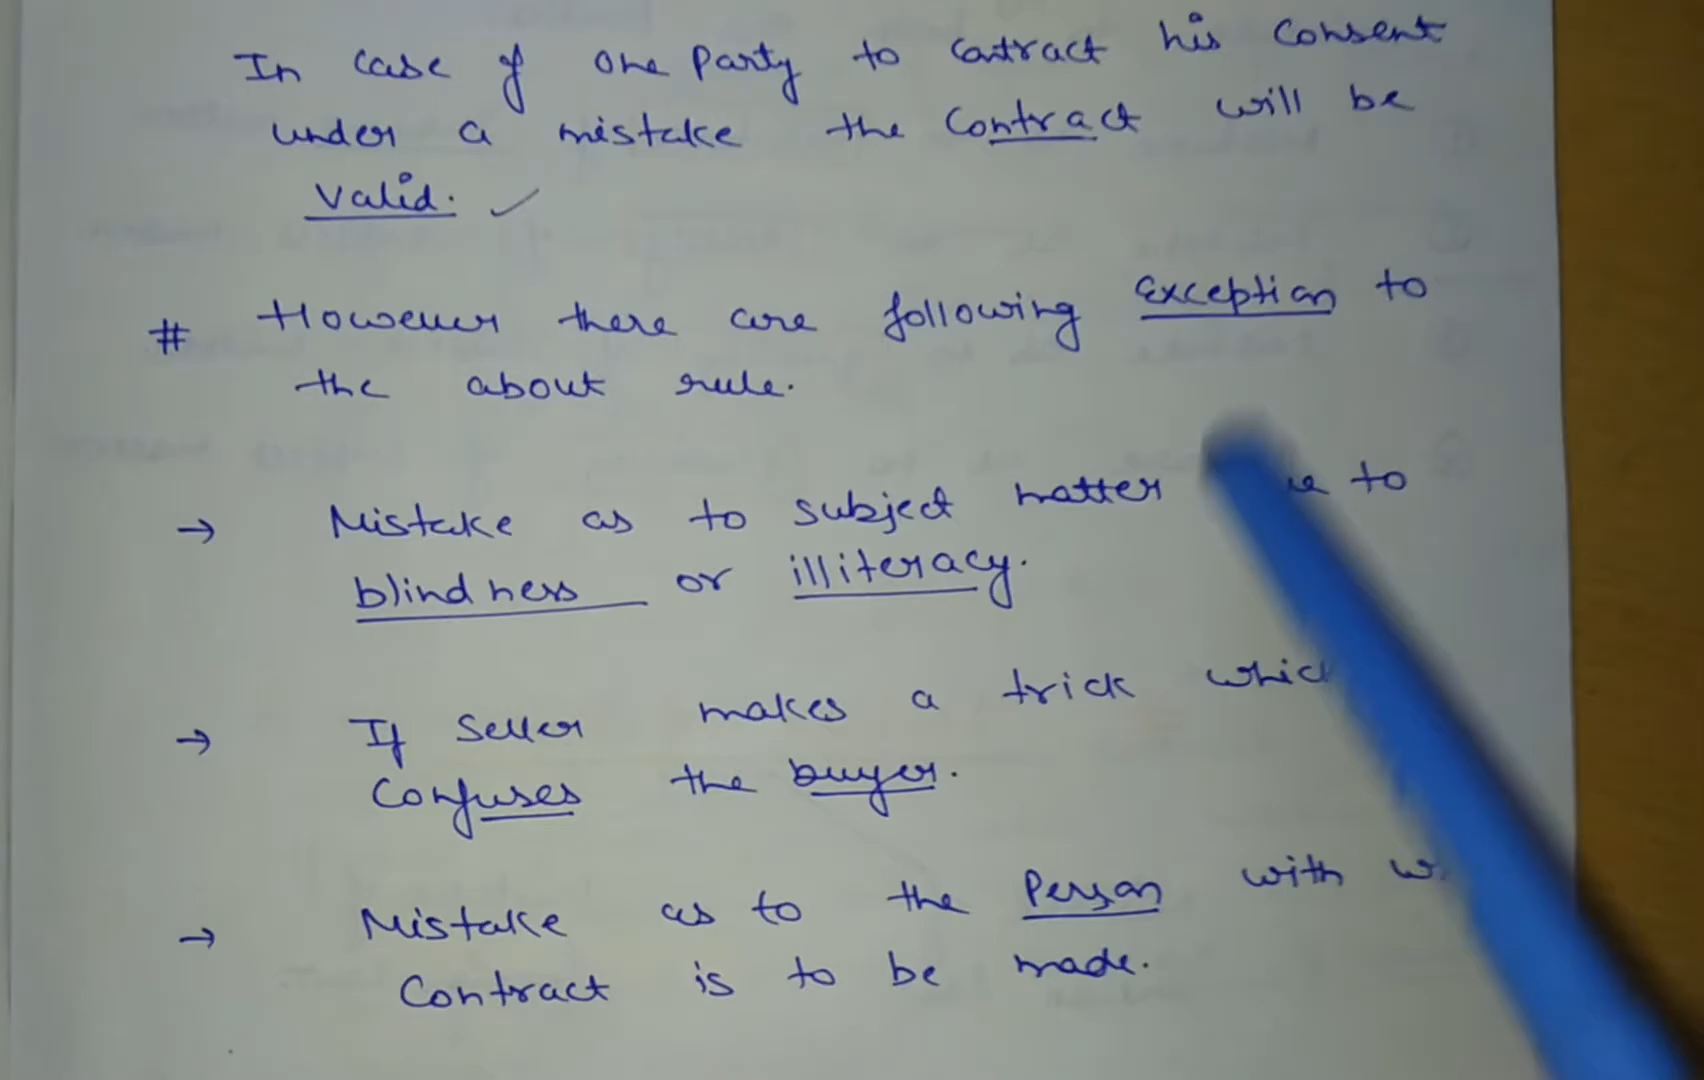 In case of one party to contract his consent
under a mistake the contract will be
valid. ✓
# However there are following exception to
the about rule.
→ Mistake as to subject matter to
blindness or illiteracy.
→ If seller makes a trick
confuses the buyer.
→ Mistake as to the person with
contract is to be made.